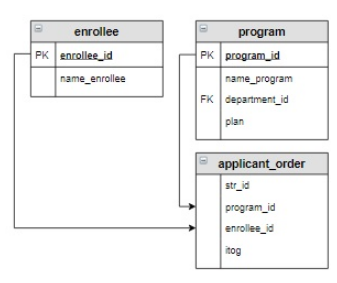 enrollee
PK enrollee_id
name_enrollee
program
PK program_id
name_program
FK department_id
plan
applicant_order
str_id
program_id
enrollee_id
itog